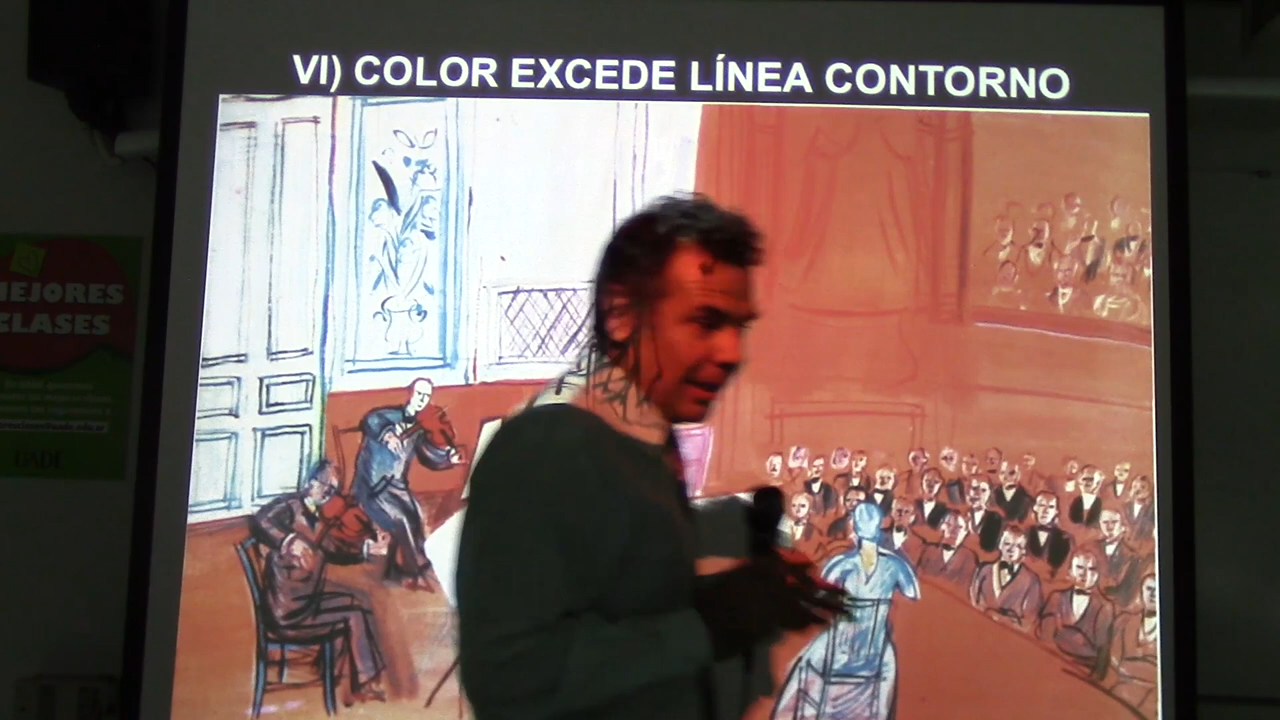 VI) COLOR EXCEDE LÍNEA CONTORNO
MEJORES
CLASES
UADE